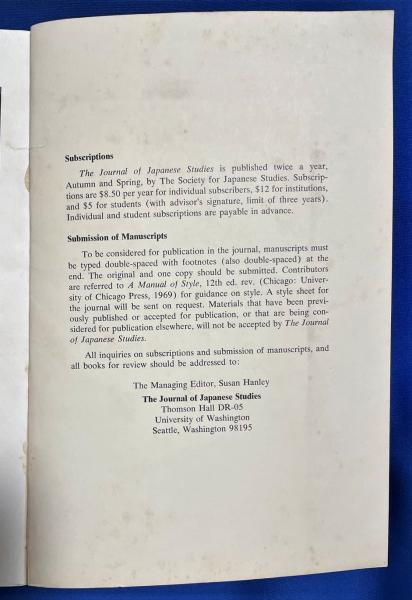 Subscriptions
The Journal of Japanese Studies is published twice a year,
Autumn and Spring, by The Society for Japanese Studies. Subscrip-
tions are $8.50 per year for individual subscribers, $12 for institutions,
and $5 for students (with advisor's signature, limit of three years).
Individual and student subscriptions are payable in advance.
Submission of Manuscripts
To be considered for publication in the journal, manuscripts must
be typed double-spaced with footnotes (also double-spaced) at the
end. The original and one copy should be submitted. Contributors
are referred to A Manual of Style, 12th ed. rev. (Chicago: Univer-
sity of Chicago Press, 1969) for guidance on style. A style sheet for
the journal will be sent on request. Materials that have been previ-
ously published or accepted for publication, or that are being con-
sidered for publication elsewhere, will not be accepted by The Journal
of Japanese Studies.
All inquiries on subscriptions and submission of manuscripts, and
all books for review should be addressed to:
The Managing Editor, Susan Hanley
The Journal of Japanese Studies
Thomson Hall DR-05
University of Washington
Seattle, Washington 98195